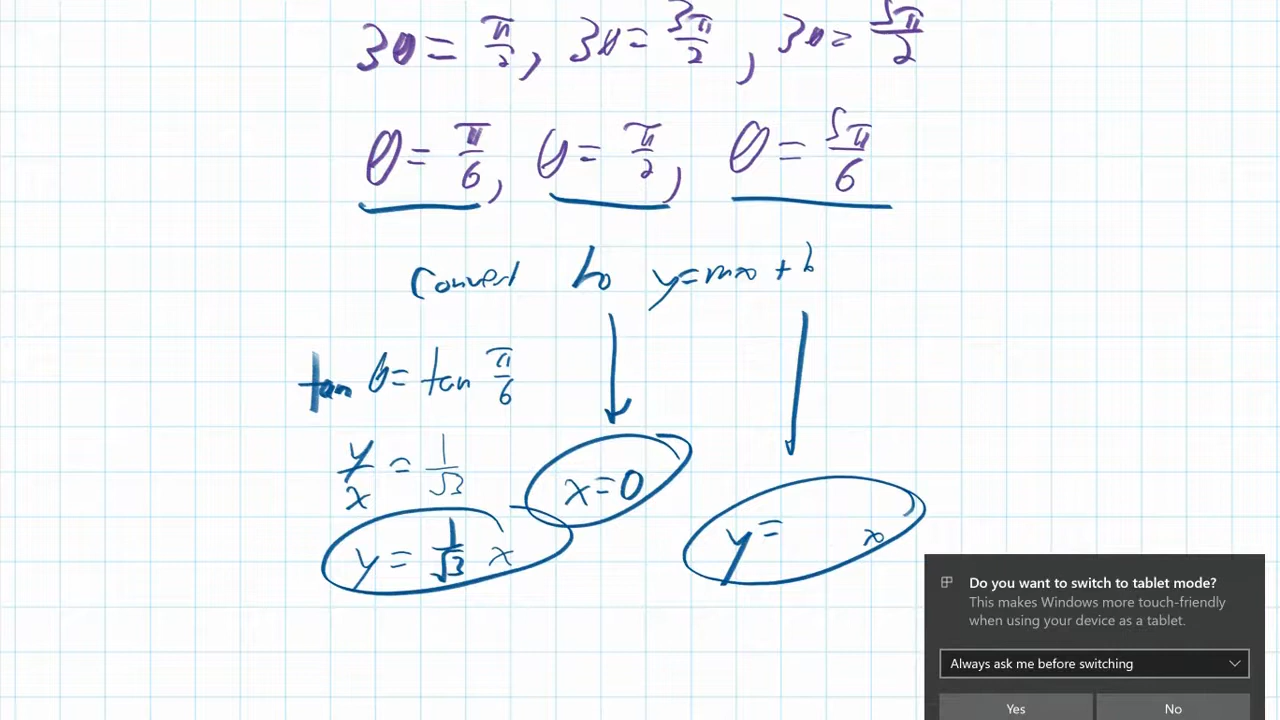 3θ = π/2, 3θ = 3π/2, 3θ = 5π/2
θ = π/6, θ = π/2, θ = 5π/6
Convert to y=mx + b
tan θ = tan π/6
y/x = 1/√3
x=0
y = 1/√3 x
y = x
Do you want to switch to tablet mode?
This makes Windows more touch-friendly
when using your device as a tablet.
Always ask me before switching
Yes No